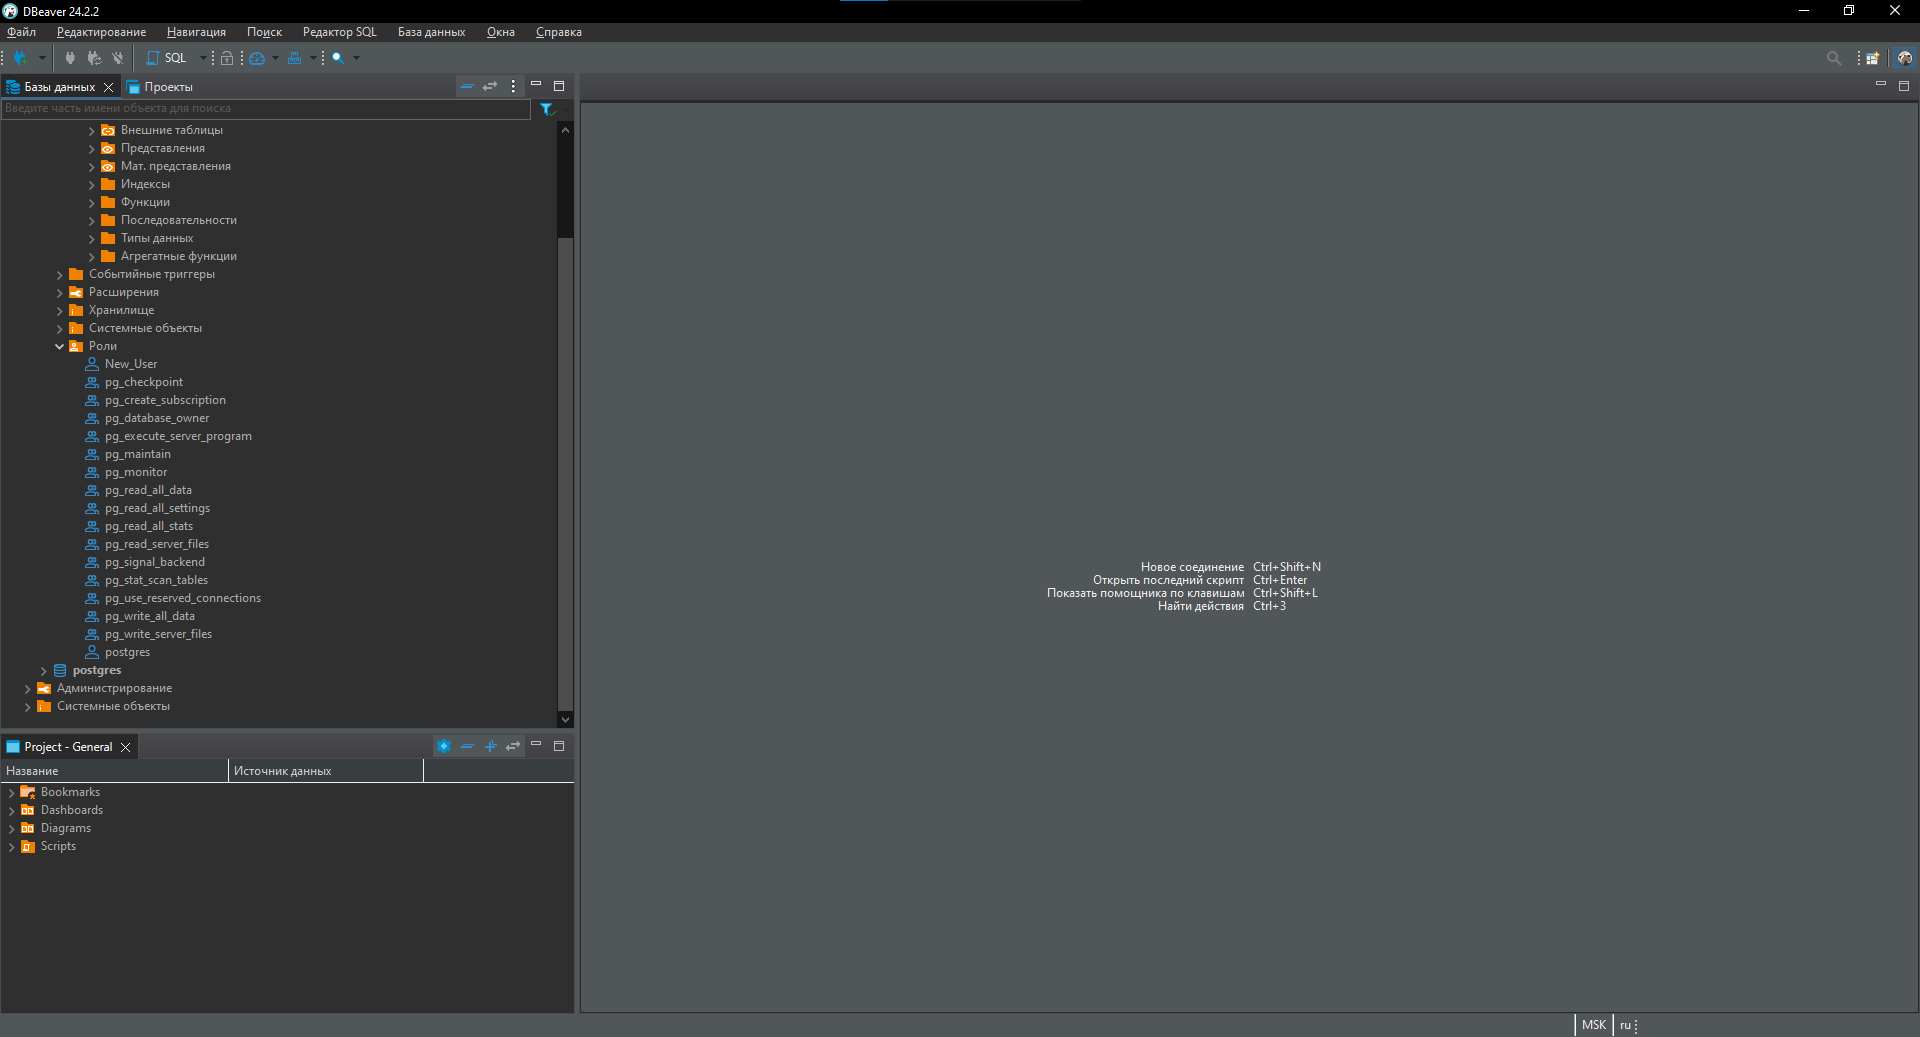 DBeaver 24.2.2
Файл Редактирование Навигация Поиск Редактор SQL База данных Окна Справка
SQL
Базы данных Проекты
Введите часть имени объекта для поиска
Внешние таблицы
Представления
Мат. представления
Индексы
Функции
Последовательности
Типы данных
Агрегатные функции
Событийные триггеры
Расширения
Хранилище
Системные объекты
Роли
New_User
pg_checkpoint
pg_create_subscription
pg_database_owner
pg_execute_server_program
pg_maintain
pg_monitor
pg_read_all_data
pg_read_all_settings
pg_read_all_stats
pg_read_server_files
pg_signal_backend
pg_stat_scan_tables
pg_use_reserved_connections
pg_write_all_data
pg_write_server_files
postgres
postgres
Администрирование
Системные объекты
Новое соединение Ctrl+Shift+N
Открыть последний скрипт Ctrl+Enter
Показать помощника по клавишам Ctrl+Shift+L
Найти действия Ctrl+3
Project - General
Название Источник данных
Bookmarks
Dashboards
Diagrams
Scripts
MSK ru